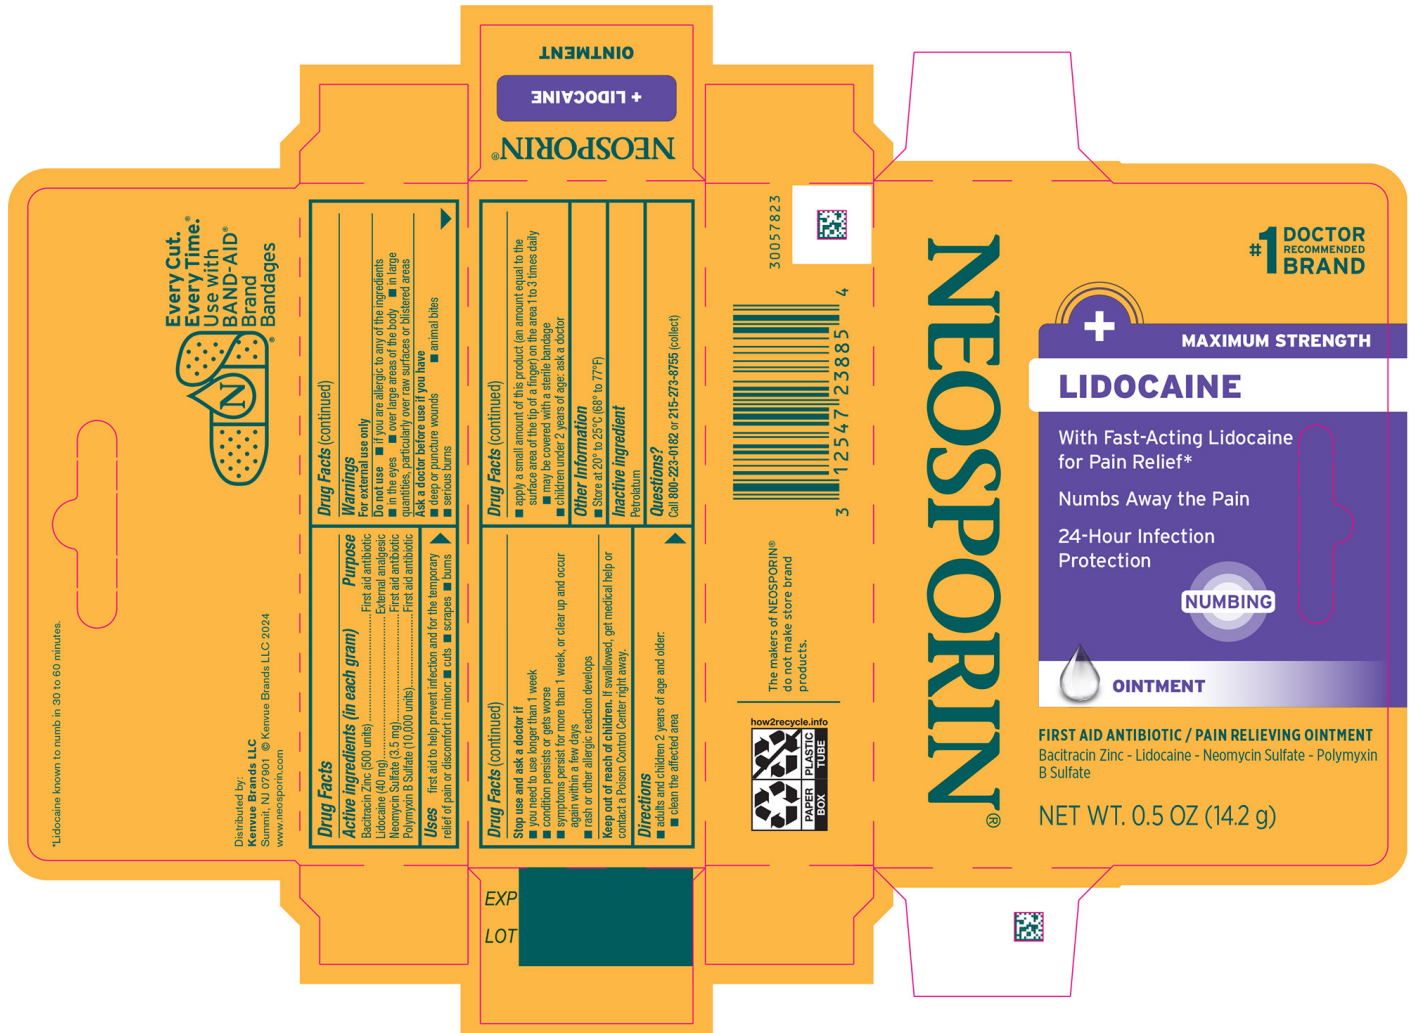 OINTMENT
+ LIDOCAINE
NEOSPORIN®
*Lidocaine known to numb in 30 to 60 minutes.
Every Cut.
Every Time.®
Use with
BAND-AID®
Brand
Bandages
N
®
Distributed by:
Kenvue Brands LLC
Summit, NJ 07901 © Kenvue Brands LLC 2024
www.neosporin.com
Drug Facts
Active ingredients (in each gram) Purpose
Bacitracin Zinc (500 units) ........ First aid antibiotic
Lidocaine (40 mg)........ External analgesic
Neomycin Sulfate (3.5 mg)........ First aid antibiotic
Polymyxin B Sulfate (10,000 units)........ First aid antibiotic
Uses first aid to help prevent infection and for the temporary
relief of pain or discomfort in minor: ■ cuts ■ scrapes ■ burns
Drug Facts (continued)
Warnings
For external use only
Do not use ■ if you are allergic to any of the ingredients
■ in the eyes ■ over large areas of the body ■ in large
quantities, particularly over raw surfaces or blistered areas
Ask a doctor before use if you have
■ deep or puncture wounds ■ animal bites
■ serious burns
Drug Facts (continued)
Stop use and ask a doctor if
■ you need to use longer than 1 week
■ condition persists or gets worse
■ symptoms persist for more than 1 week, or clear up and occur
again within a few days
■ rash or other allergic reaction develops
Keep out of reach of children. If swallowed, get medical help or
contact a Poison Control Center right away.
Directions
■ adults and children 2 years of age and older:
■ clean the affected area
Drug Facts (continued)
■ apply a small amount of this product (an amount equal to the
surface area of the tip of a finger) on the area 1 to 3 times daily
■ may be covered with a sterile bandage
■ children under 2 years of age: ask a doctor
Other Information
■ Store at 20° to 25°C (68° to 77°F)
Inactive ingredient
Petrolatum
Questions?
Call 800-223-0182 or 215-273-8755 (collect)
EXP
LOT
30057823
3 12547 23885 4
The makers of NEOSPORIN®
do not make store brand
products.
how2recycle.info
PAPER
BOX
PLASTIC
TUBE
NEOSPORIN®
#1 DOCTOR
RECOMMENDED
BRAND
MAXIMUM STRENGTH
LIDOCAINE
With Fast-Acting Lidocaine
for Pain Relief*
Numbs Away the Pain
24-Hour Infection
Protection
NUMBING
OINTMENT
FIRST AID ANTIBIOTIC / PAIN RELIEVING OINTMENT
Bacitracin Zinc - Lidocaine - Neomycin Sulfate - Polymyxin
B Sulfate
NET WT. 0.5 OZ (14.2 g)